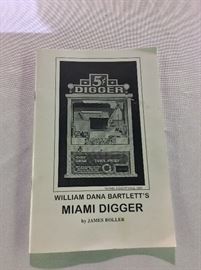 5¢
DIGGER
WILLIAM DANA BARTLETT'S
MIAMI DIGGER
by JAMES ROLLER